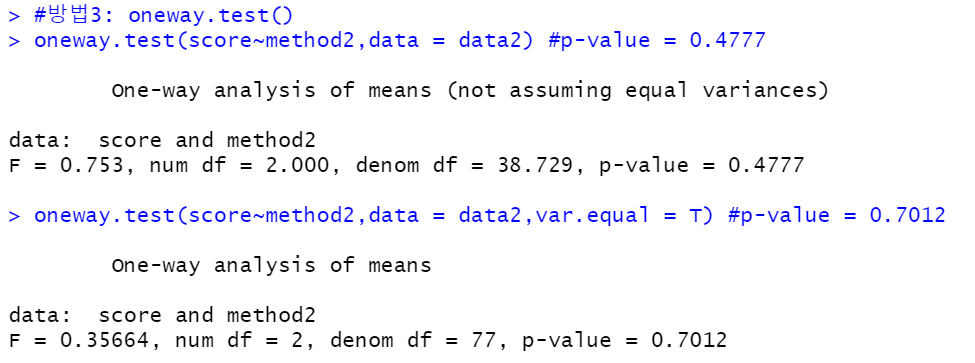 > #방법3: oneway.test()
> oneway.test(score~method2,data = data2) #p-value = 0.4777
One-way analysis of means (not assuming equal variances)
data:  score and method2
F = 0.753, num df = 2.000, denom df = 38.729, p-value = 0.4777
> oneway.test(score~method2,data = data2,var.equal = T) #p-value = 0.7012
One-way analysis of means
data:  score and method2
F = 0.35664, num df = 2, denom df = 77, p-value = 0.7012